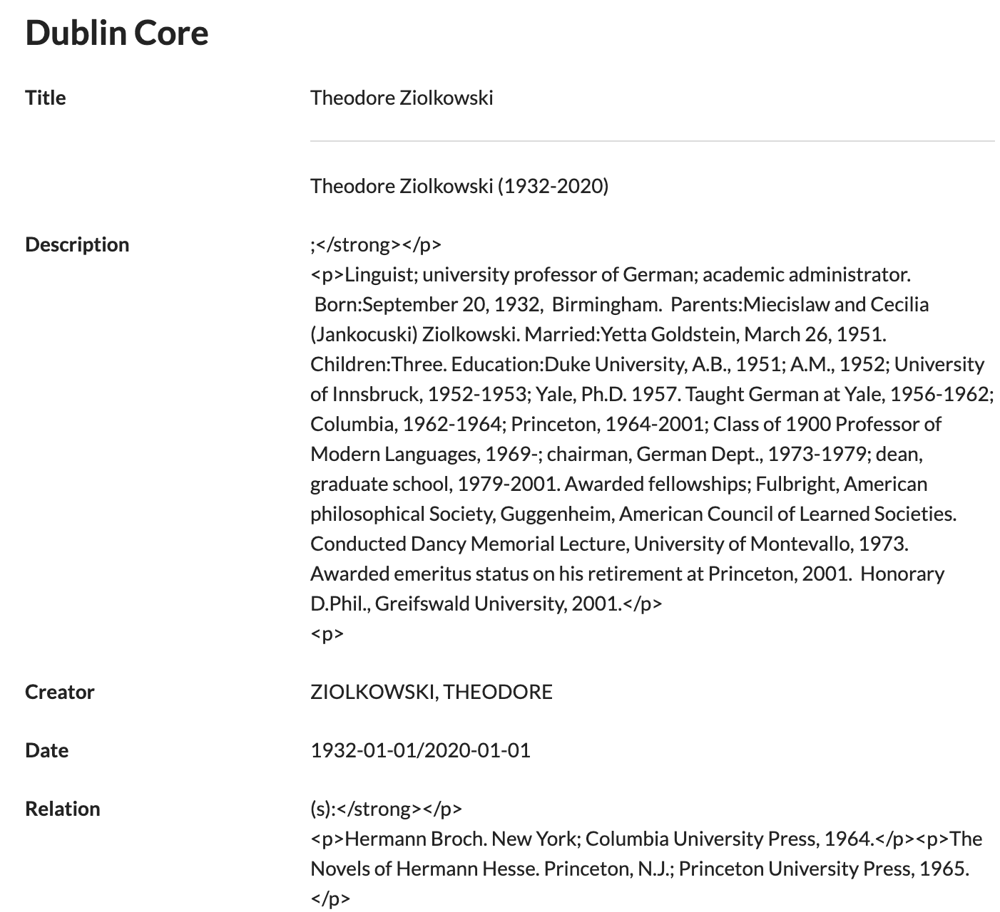 Dublin Core
Title
Theodore Ziolkowski
Theodore Ziolkowski (1932-2020)
Description
;</strong></p>
<p>Linguist; university professor of German; academic administrator.
Born:September 20, 1932,  Birmingham.  Parents:Miecislaw and Cecilia
(Jankocuski) Ziolkowski. Married:Yetta Goldstein, March 26, 1951.
Children:Three. Education:Duke University, A.B., 1951; A.M., 1952; University
of Innsbruck, 1952-1953; Yale, Ph.D. 1957. Taught German at Yale, 1956-1962;
Columbia, 1962-1964; Princeton, 1964-2001; Class of 1900 Professor of
Modern Languages, 1969-; chairman, German Dept., 1973-1979; dean,
graduate school, 1979-2001. Awarded fellowships; Fulbright, American
philosophical Society, Guggenheim, American Council of Learned Societies.
Conducted Dancy Memorial Lecture, University of Montevallo, 1973.
Awarded emeritus status on his retirement at Princeton, 2001.  Honorary
D.Phil., Greifswald University, 2001.</p>
<p>
Creator
ZIOLKOWSKI, THEODORE
Date
1932-01-01/2020-01-01
Relation
(s):</strong></p>
<p>Hermann Broch. New York; Columbia University Press, 1964.</p><p>The
Novels of Hermann Hesse. Princeton, N.J.; Princeton University Press, 1965.
</p>